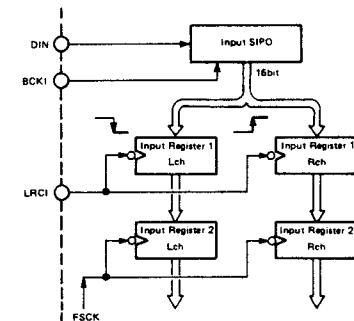 DIN
Input SIPO
BCKI
16bit
Input Register 1
Lch
Input Register 1
Rch
LRCI
Input Register 2
Lch
Input Register 2
Rch
FSCK